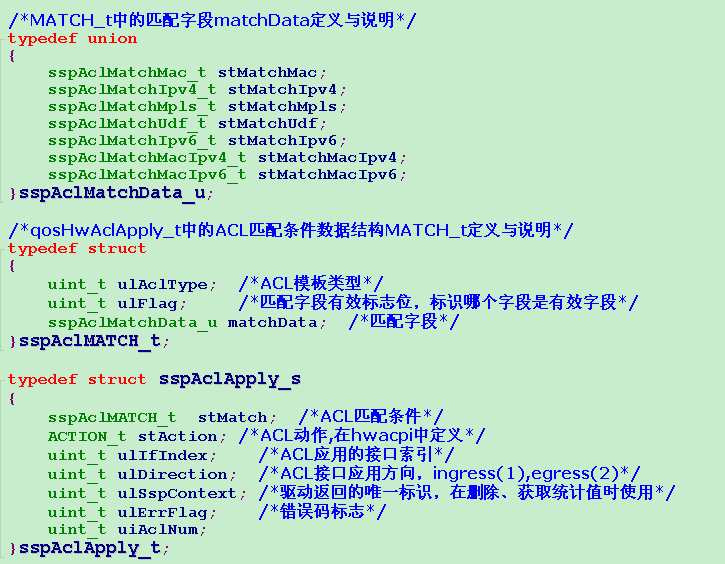 /*MATCH_t中的匹配字段matchData定义与说明*/
typedef union
{
sspAclMatchMac_t stMatchMac;
sspAclMatchIpv4_t stMatchIpv4;
sspAclMatchMpls_t stMatchMpls;
sspAclMatchUdf_t stMatchUdf;
sspAclMatchIpv6_t stMatchIpv6;
sspAclMatchMacIpv4_t stMatchMacIpv4;
sspAclMatchMacIpv6_t stMatchMacIpv6;
}sspAclMatchData_u;
/*qosHwAclApply_t中的ACL匹配条件数据结构MATCH_t定义与说明*/
typedef struct
{
uint_t ulAclType; /*ACL模板类型*/
uint_t ulFlag; /*匹配字段有效标志位，标识哪个字段是有效字段*/
sspAclMatchData_u matchData; /*匹配字段*/
}sspAclMATCH_t;
typedef struct sspAclApply_s
{
sspAclMATCH_t stMatch; /*ACL匹配条件*/
ACTION_t stAction; /*ACL动作,在hwacpi中定义*/
uint_t ulIfIndex; /*ACL应用的接口索引*/
uint_t ulDirection; /*ACL接口应用方向，ingress(1),egress(2)*/
uint_t ulSspContext; /*驱动返回的唯一标识，在删除、获取统计值时使用*/
uint_t ulErrFlag; /*错误码标志*/
uint_t uiAclNum;
}sspAclApply_t;